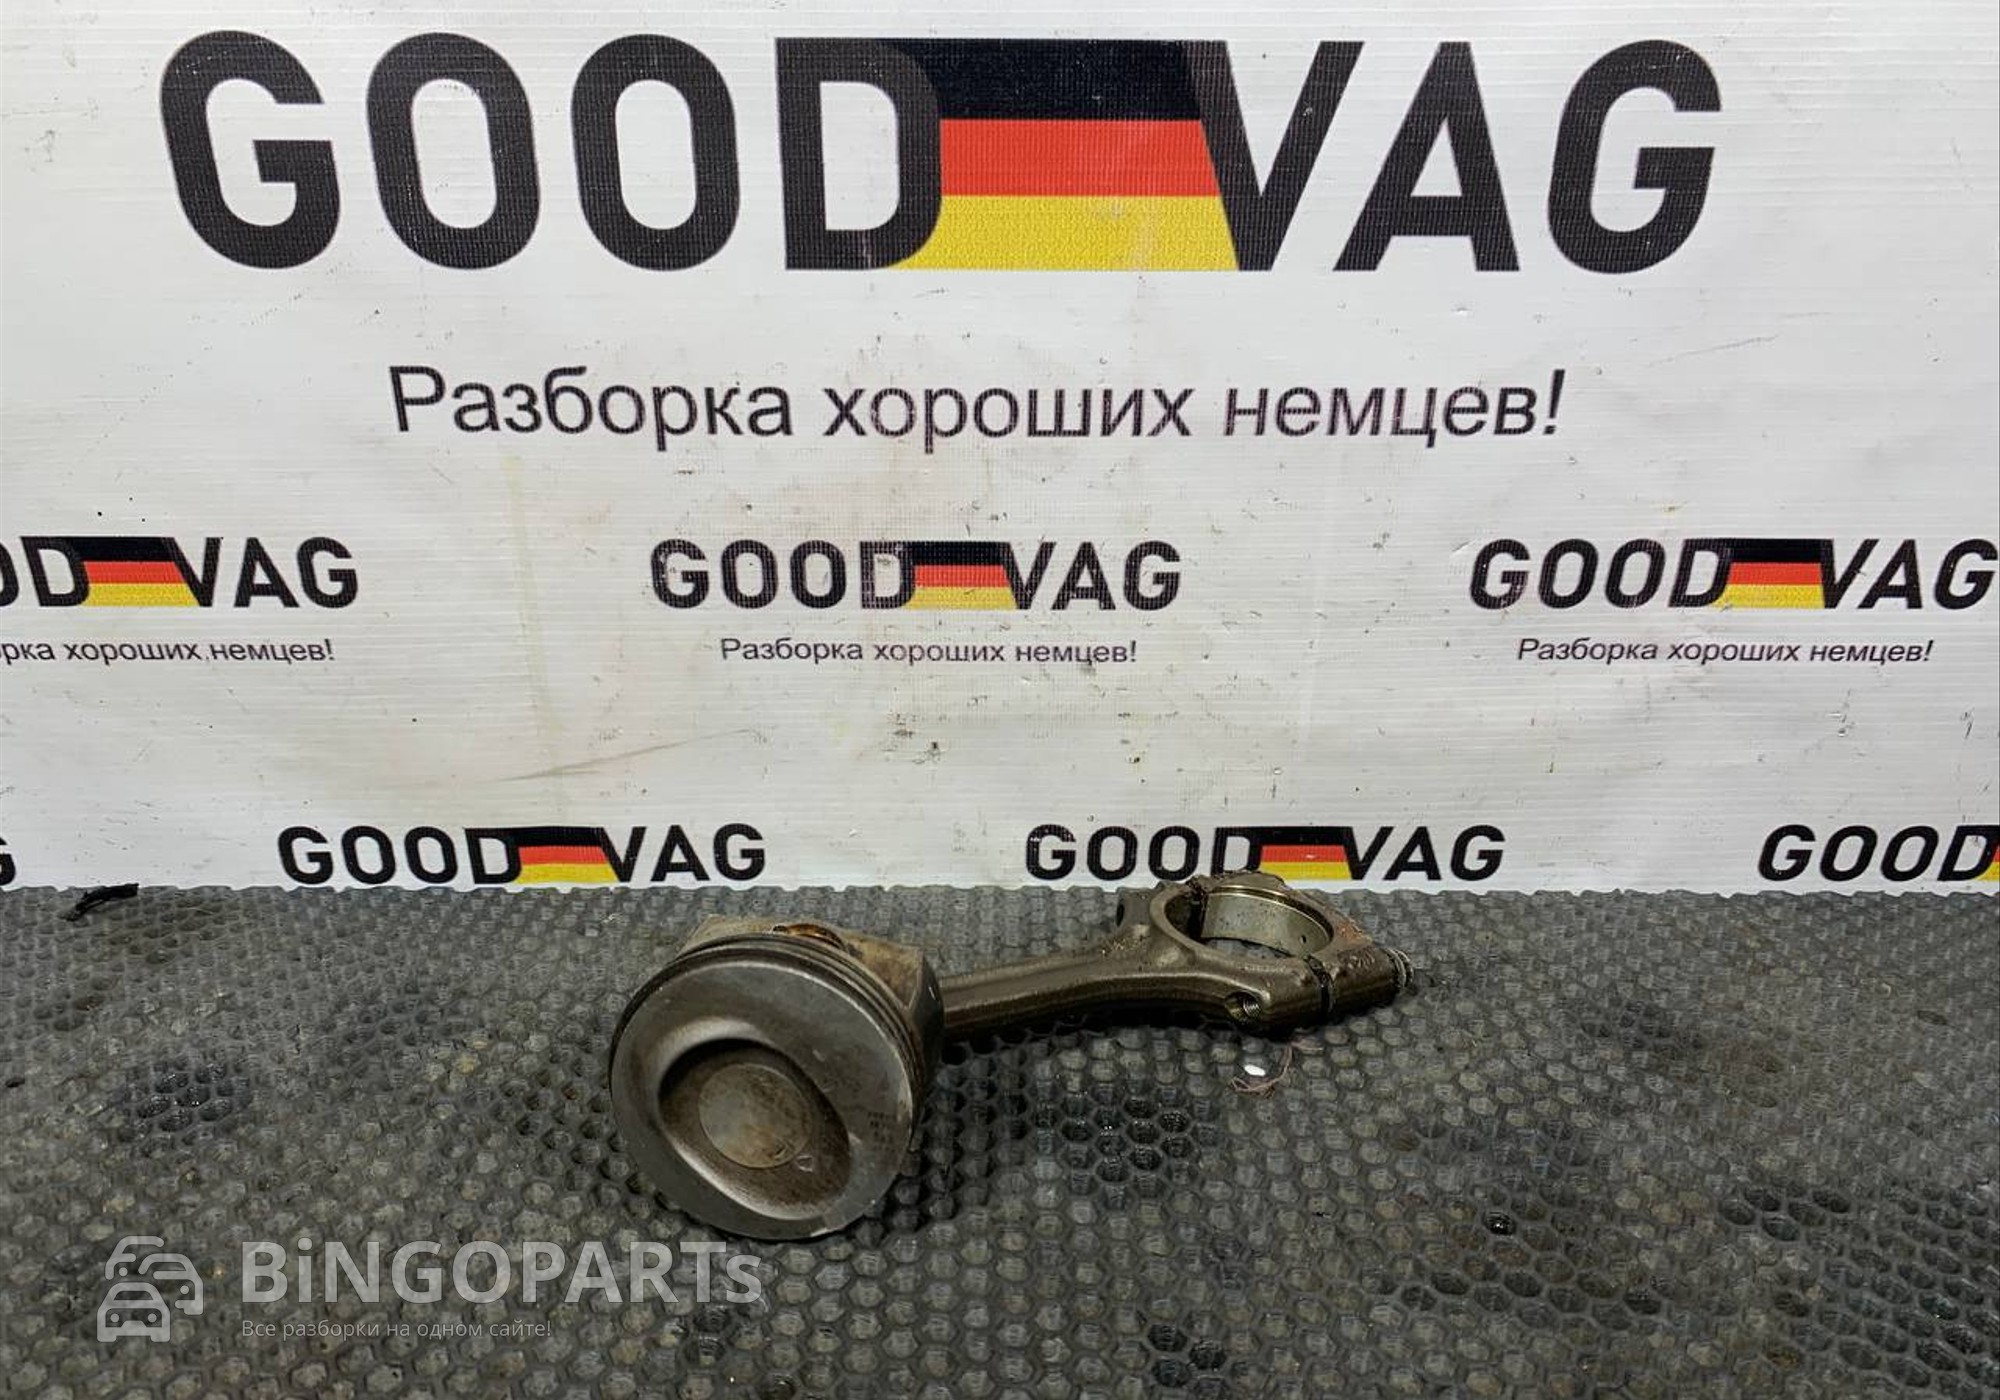 GOOD VAG
Разборка хороших немцев!
OD VAG
GOOD VAG
GOOD VAG
рка хороших немцев!
Разборка хороших немцев!
Разборка хороших немцев!
G
GOOD VAG
GOOD VAG
GOOD
BiNGOPARTs
Все разборки на одном сайте!